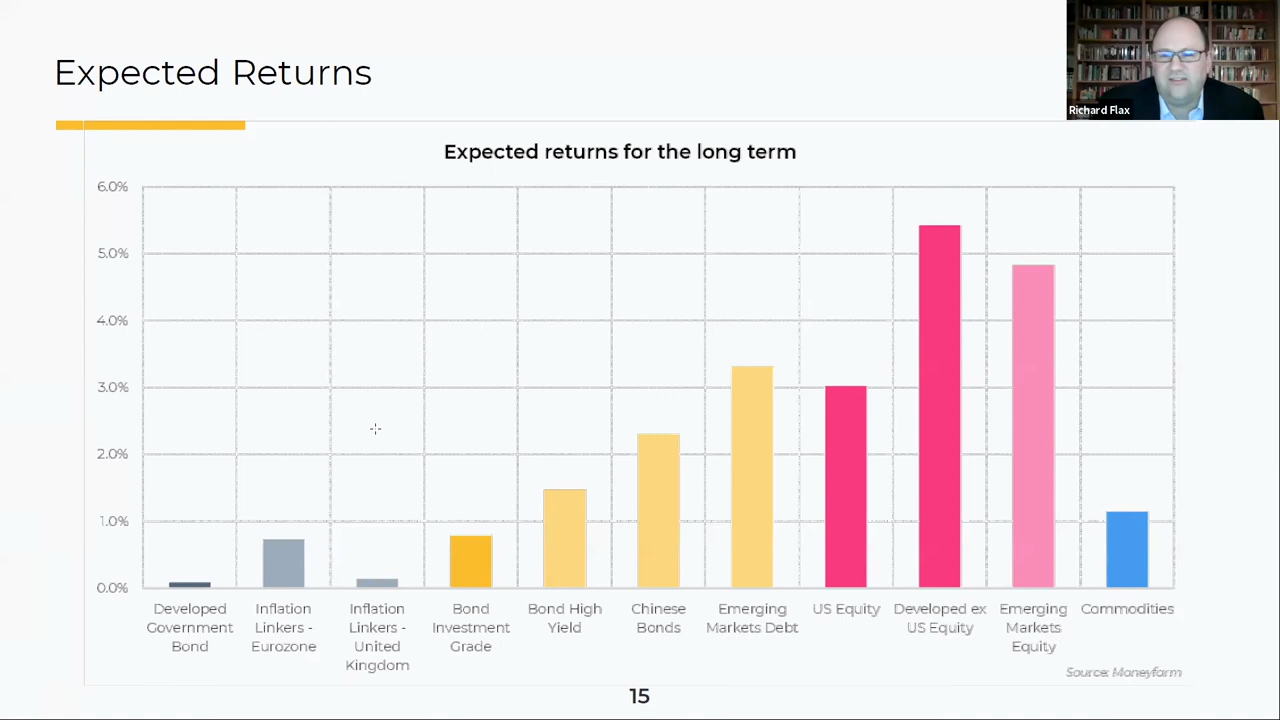 Expected Returns
Richard Flax
Expected returns for the long term
6.0%
5.0%
4.0%
3.0%
2.0%
1.0%
0.0%
Developed
Government
Bond
Inflation
Linkers -
Eurozone
Inflation
Linkers -
United
Kingdom
Bond
Investment
Grade
Bond High
Yield
Chinese
Bonds
Emerging
Markets Debt
US Equity
Developed ex
US Equity
Emerging
Markets
Equity
Commodities
Source: Moneyfarm
15